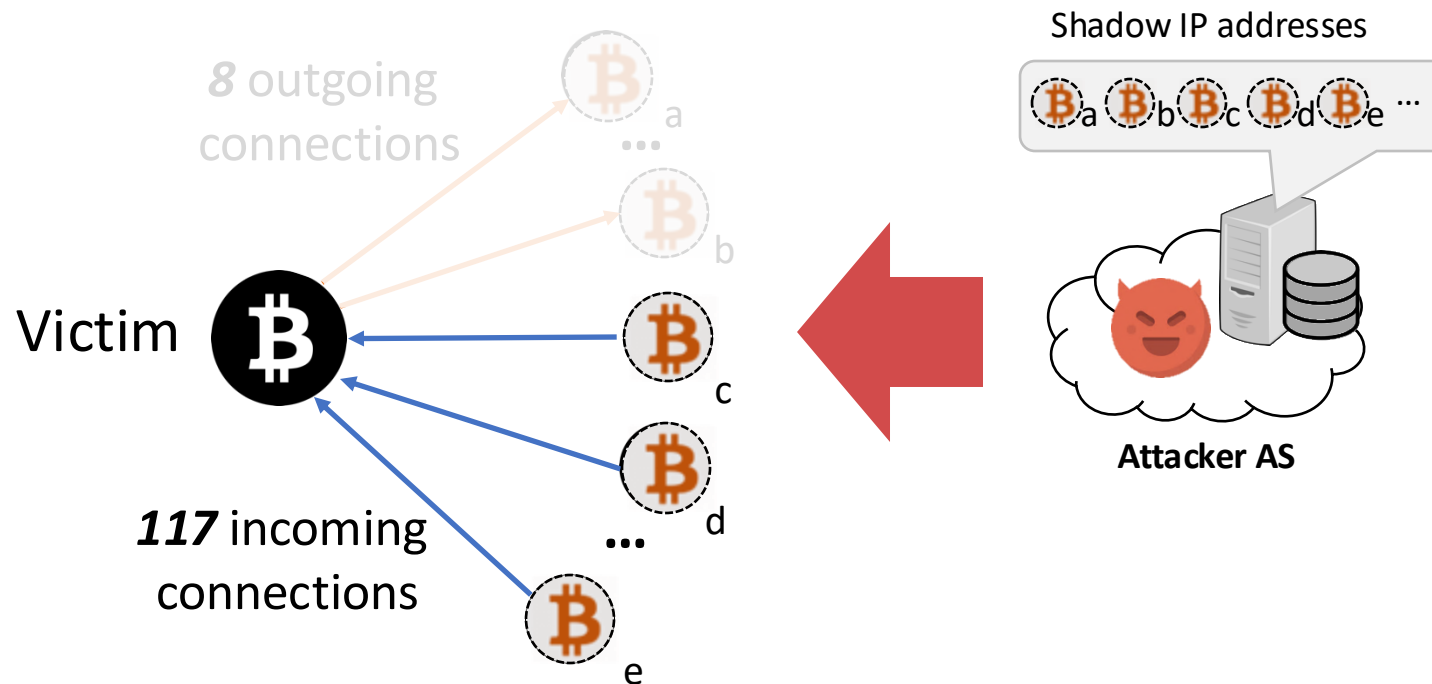 Shadow IP addresses
a b c d e ...
8 outgoing
connections
a
...
b
Victim
c
Attacker AS
d
117 incoming
...
connections
e